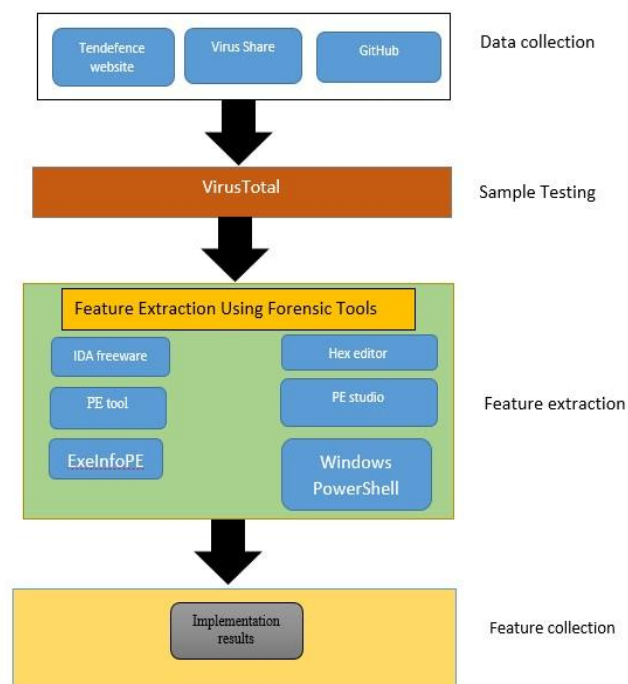 Tendefence
website
Virus Share
GitHub
Data collection
VirusTotal
Sample Testing
Feature Extraction Using Forensic Tools
IDA freeware
Hex editor
PE tool
PE studio
Feature extraction
ExeInfoPE
Windows
PowerShell
Implementation
results
Feature collection